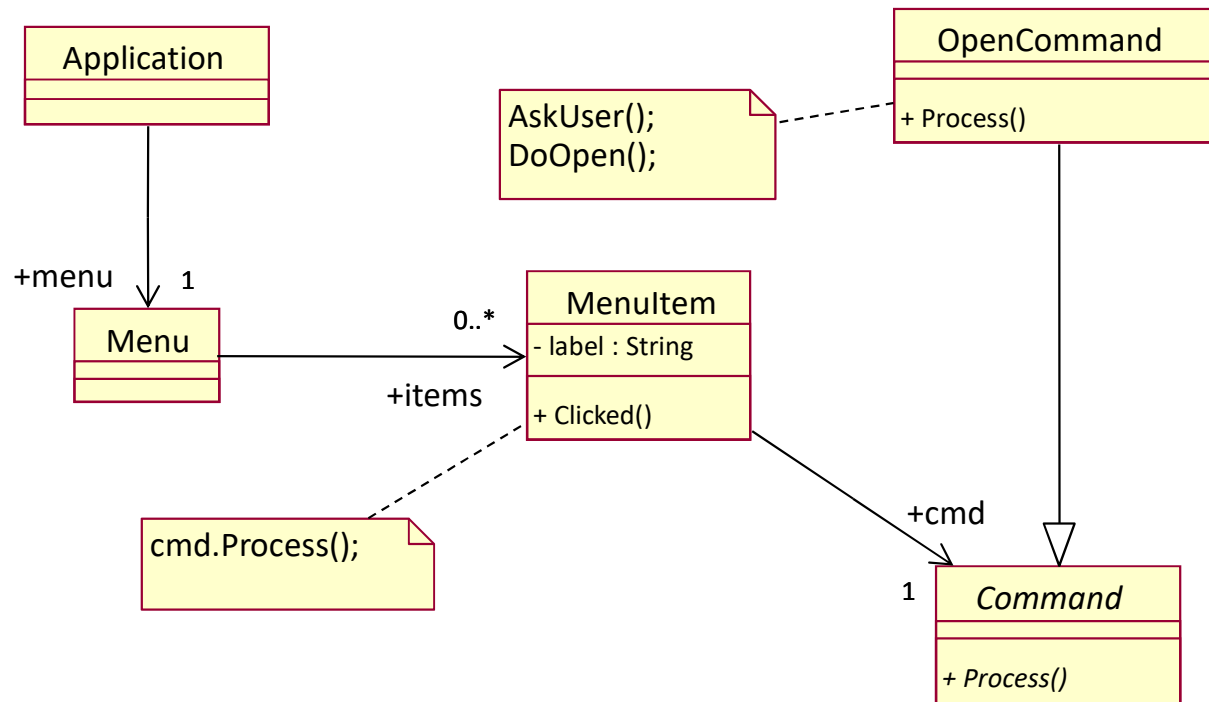 Application
OpenCommand
+ Process()
AskUser();
DoOpen();
+menu
1
Menu
0..*
+items
MenuItem
- label : String
+ Clicked()
cmd.Process();
+cmd
1
Command
+ Process()